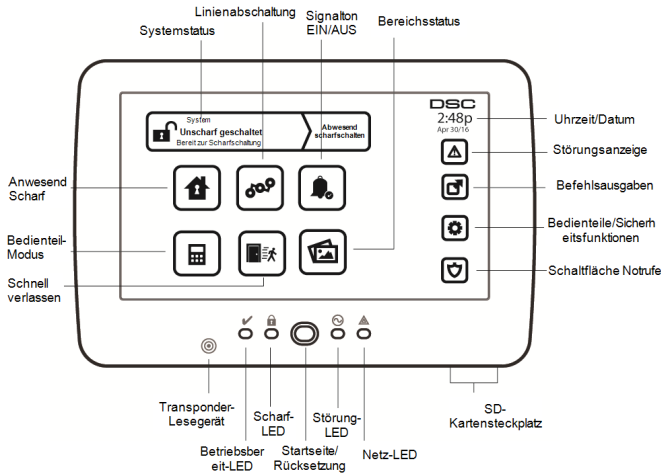 Linienabschaltung
Signalton
EIN/AUS
Systemstatus
Bereichsstatus
DSC
2:48p
Apr 30/16
System
Unscharf geschaltet
Bereit zur Scharfschaltung
Abwesend
scharfschalten
Uhrzeit/Datum
Störungsanzeige
Anwesend
Scharf
Befehlsausgaben
Bedienteil-
Modus
Bedienteile/Sicherh
eitsfunktionen
Schnell
verlassen
Schaltfläche Notrufe
Transponder-
Lesegerät
Scharf-
LED
Störung-
LED
SD-
Kartensteckplatz
Betriebsber
eit-LED
Startseite/
Rücksetzung
Netz-LED